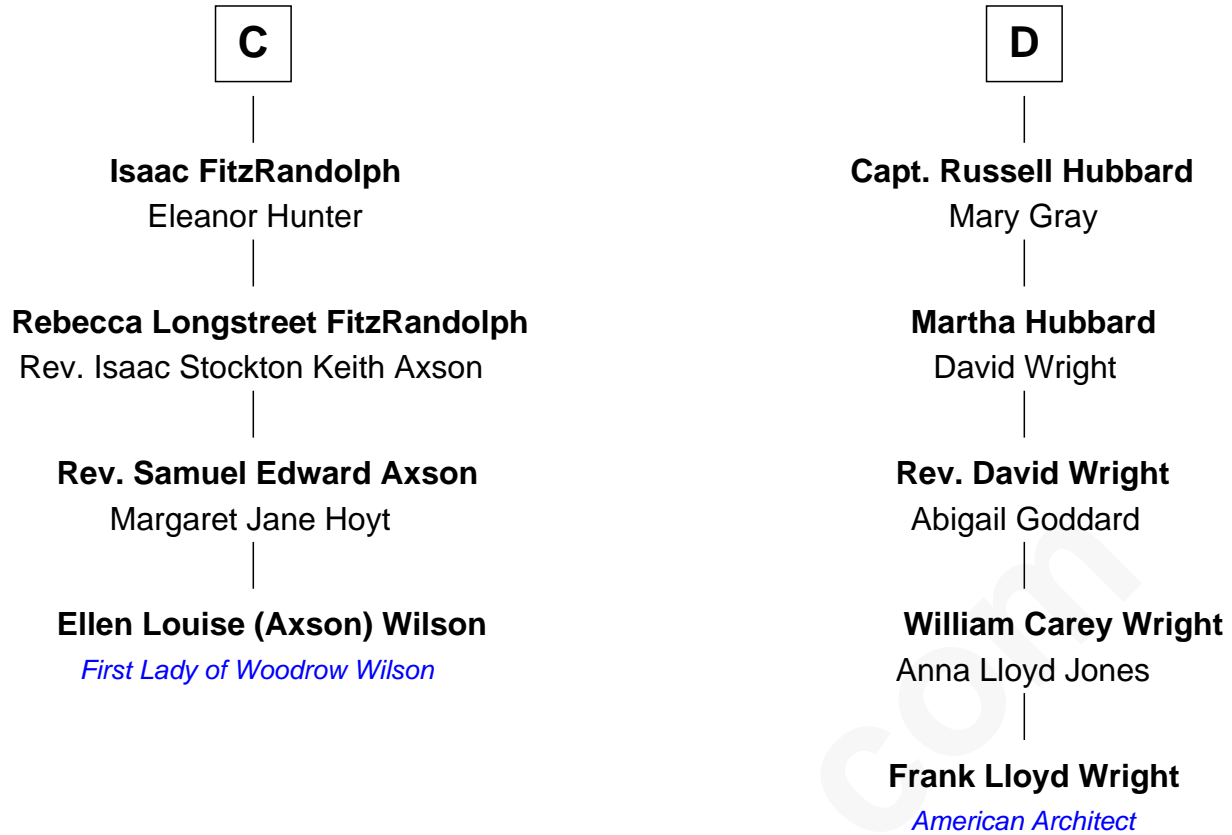 C
Isaac FitzRandolph
Eleanor Hunter
Rebecca Longstreet FitzRandolph
Rev. Isaac Stockton Keith Axson
Rev. Samuel Edward Axson
Margaret Jane Hoyt
Ellen Louise (Axson) Wilson
First Lady of Woodrow Wilson
D
Capt. Russell Hubbard
Mary Gray
Martha Hubbard
David Wright
Rev. David Wright
Abigail Goddard
William Carey Wright
Anna Lloyd Jones
Frank Lloyd Wright
American Architect
com